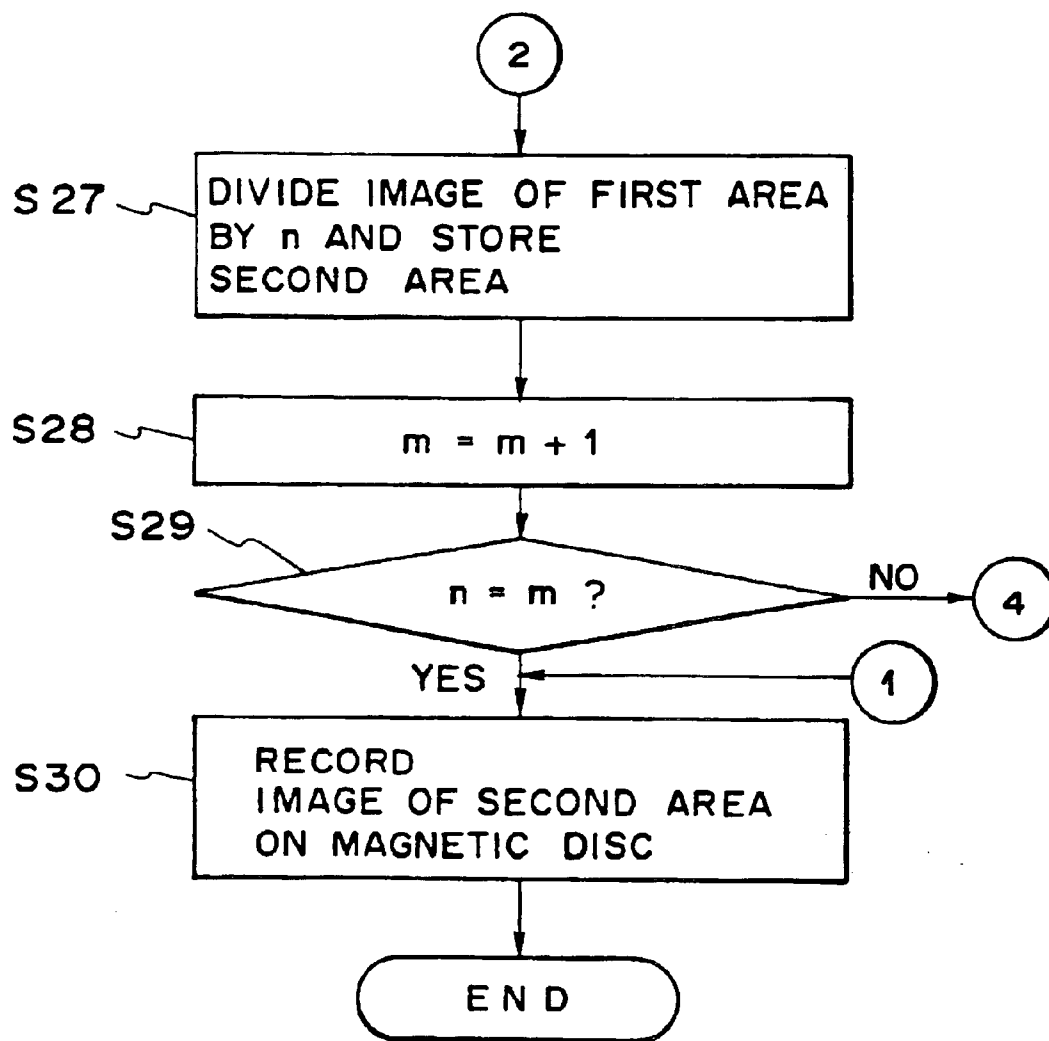 2
S27
DIVIDE IMAGE OF FIRST AREA
BY n AND STORE
SECOND AREA
S28
m = m + 1
S29
n = m ?
NO
4
YES
1
S30
RECORD
IMAGE OF SECOND AREA
ON MAGNETIC DISC
END